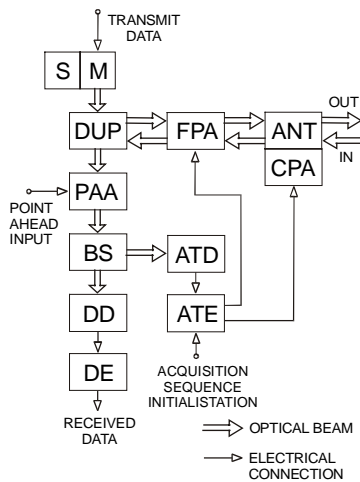 TRANSMIT
DATA
S M
OUT
DUP FPA ANT
IN
CPA
PAA
POINT
AHEAD
INPUT
BS ATD
DD ATE
DE
ACQUISITION
SEQUENCE
INITIALISTATION
RECEIVED
DATA
OPTICAL BEAM
ELECTRICAL
CONNECTION